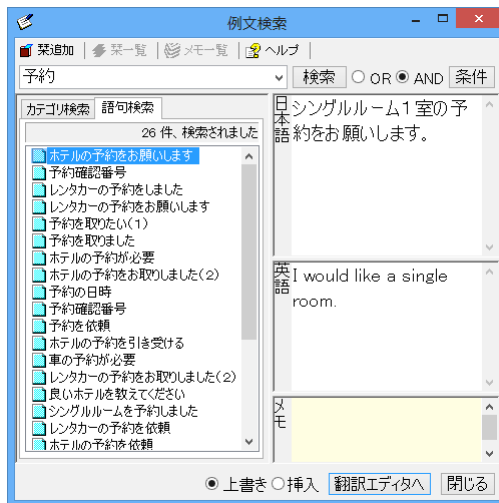 例文検索
栞追加 栞一覧 メモ一覧 ヘルプ
予約 検索 OR AND 条件
カテゴリ検索 語句検索
26 件、検索されました
ホテルの予約をお願いします
予約確認番号
レンタカーの予約をしました
レンタカーの予約をお願いします
予約を取りたい(1)
予約を取りました
ホテルの予約が必要
ホテルの予約をお取りしました(2)
予約の日時
予約確認番号
予約を依頼
ホテルの予約を引き受ける
車の予約が必要
レンタカーの予約をお取りしました(2)
良いホテルを教えてください
シングルルームを予約しました
レンタカーの予約を依頼
ホテルの予約を依頼
日本語
シングルルーム1室の予
約をお願いします。
英語
I would like a single
room.
メモ
上書き 挿入 翻訳エディタへ 閉じる